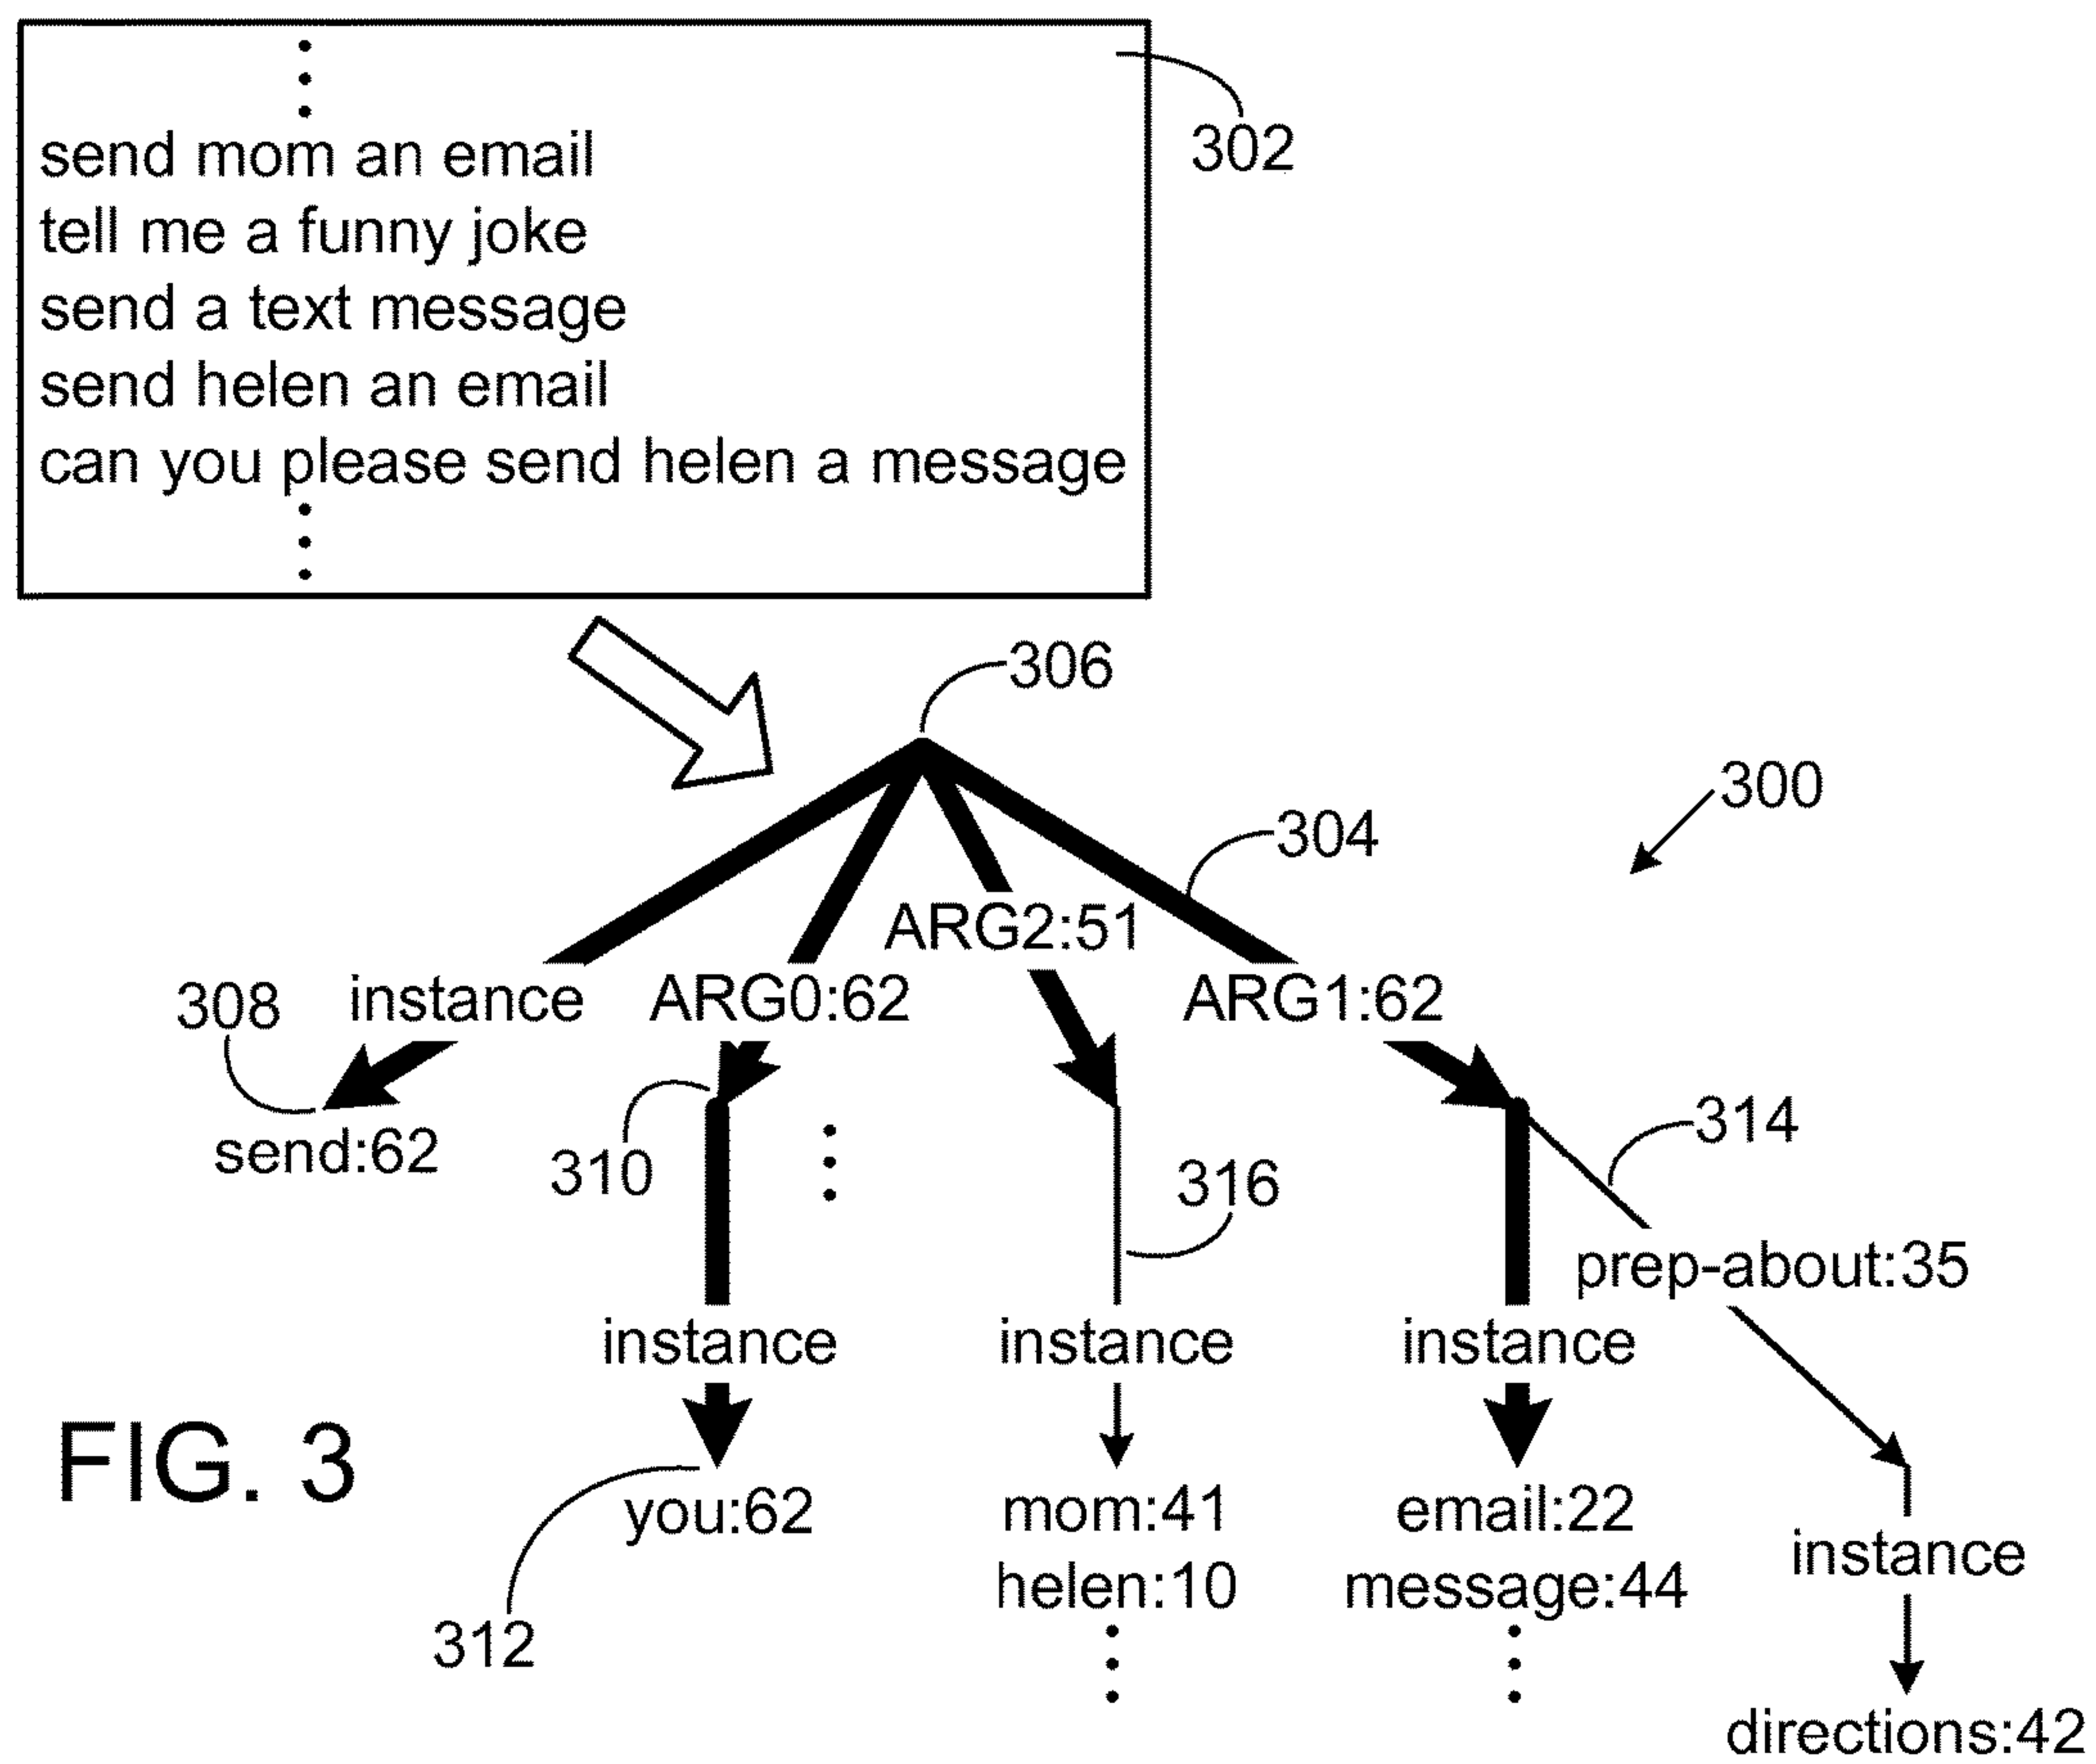 send mom an email
302
tell me a funny joke
send a text message
send helen an email
can you please send helen a message
306
300
304
ARG2:51
308
instance
ARG0:62
ARG1:62
send:62
310
316
314
prep-about:35
instance
instance
instance
FIG. 3
you:62
mom:41
email:22
instance
helen:10
message:44
312
directions:42